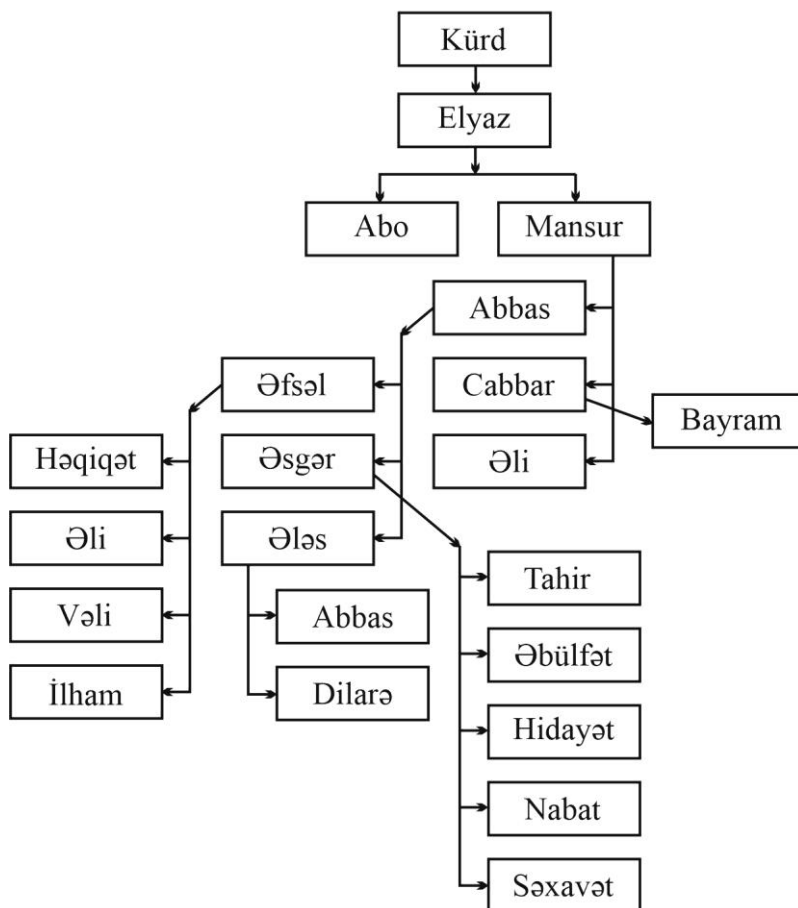 Kürd
Elyaz
Abo
Mansur
Abbas
Əfsəl
Cabbar
Bayram
Həqiqət
Əsgər
Əli
Əli
Ələs
Tahir
Vəli
Abbas
Əbülfət
İlham
Dilarə
Hidayət
Nabat
Səxavət